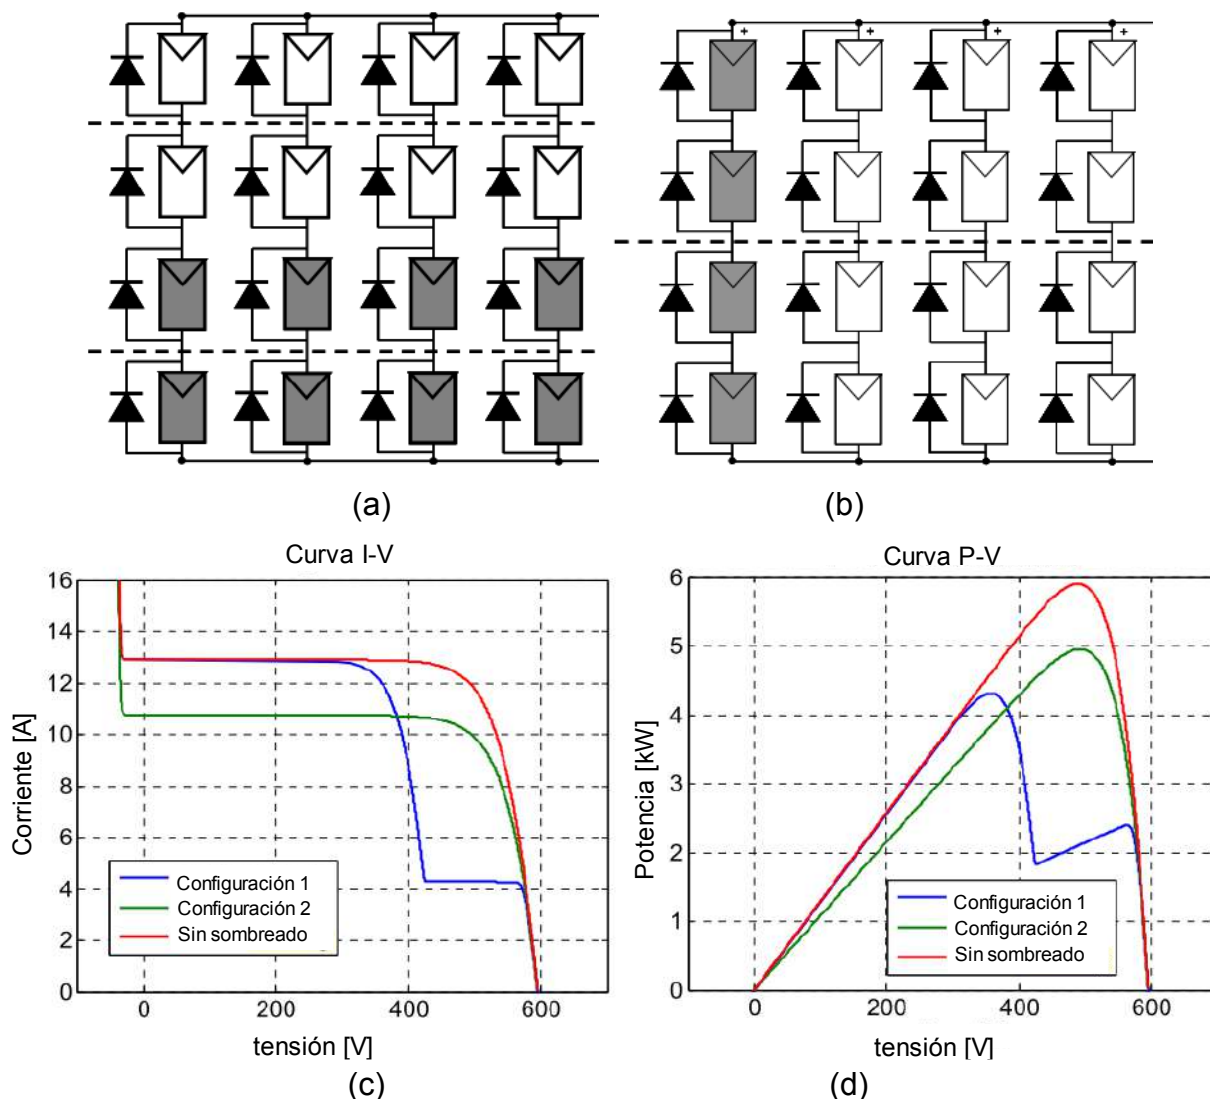 + + + +
(a) (b)
Curva I-V
16
14
12
10
8
6
4
2
0
0 200 400 600
Corriente [A]
tensión [V]
Configuración 1
Configuración 2
Sin sombreado
(c)
Curva P-V
6
5
4
3
2
1
0
0 200 400 600
Potencia [kW]
tensión [V]
Configuración 1
Configuración 2
Sin sombreado
(d)